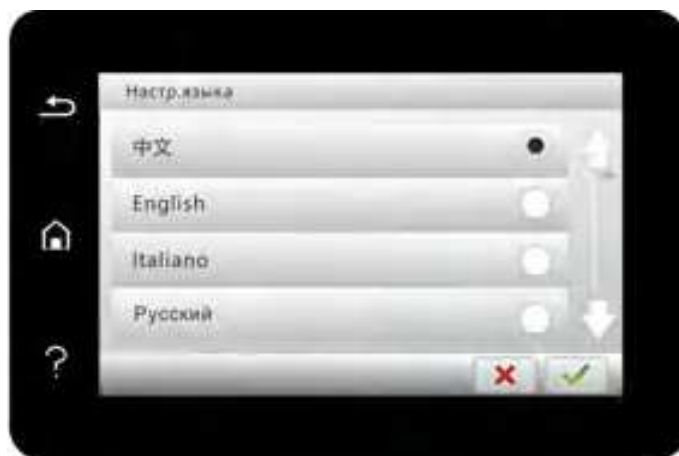 Настр.языка
中文
English
Italiano
Русский
?